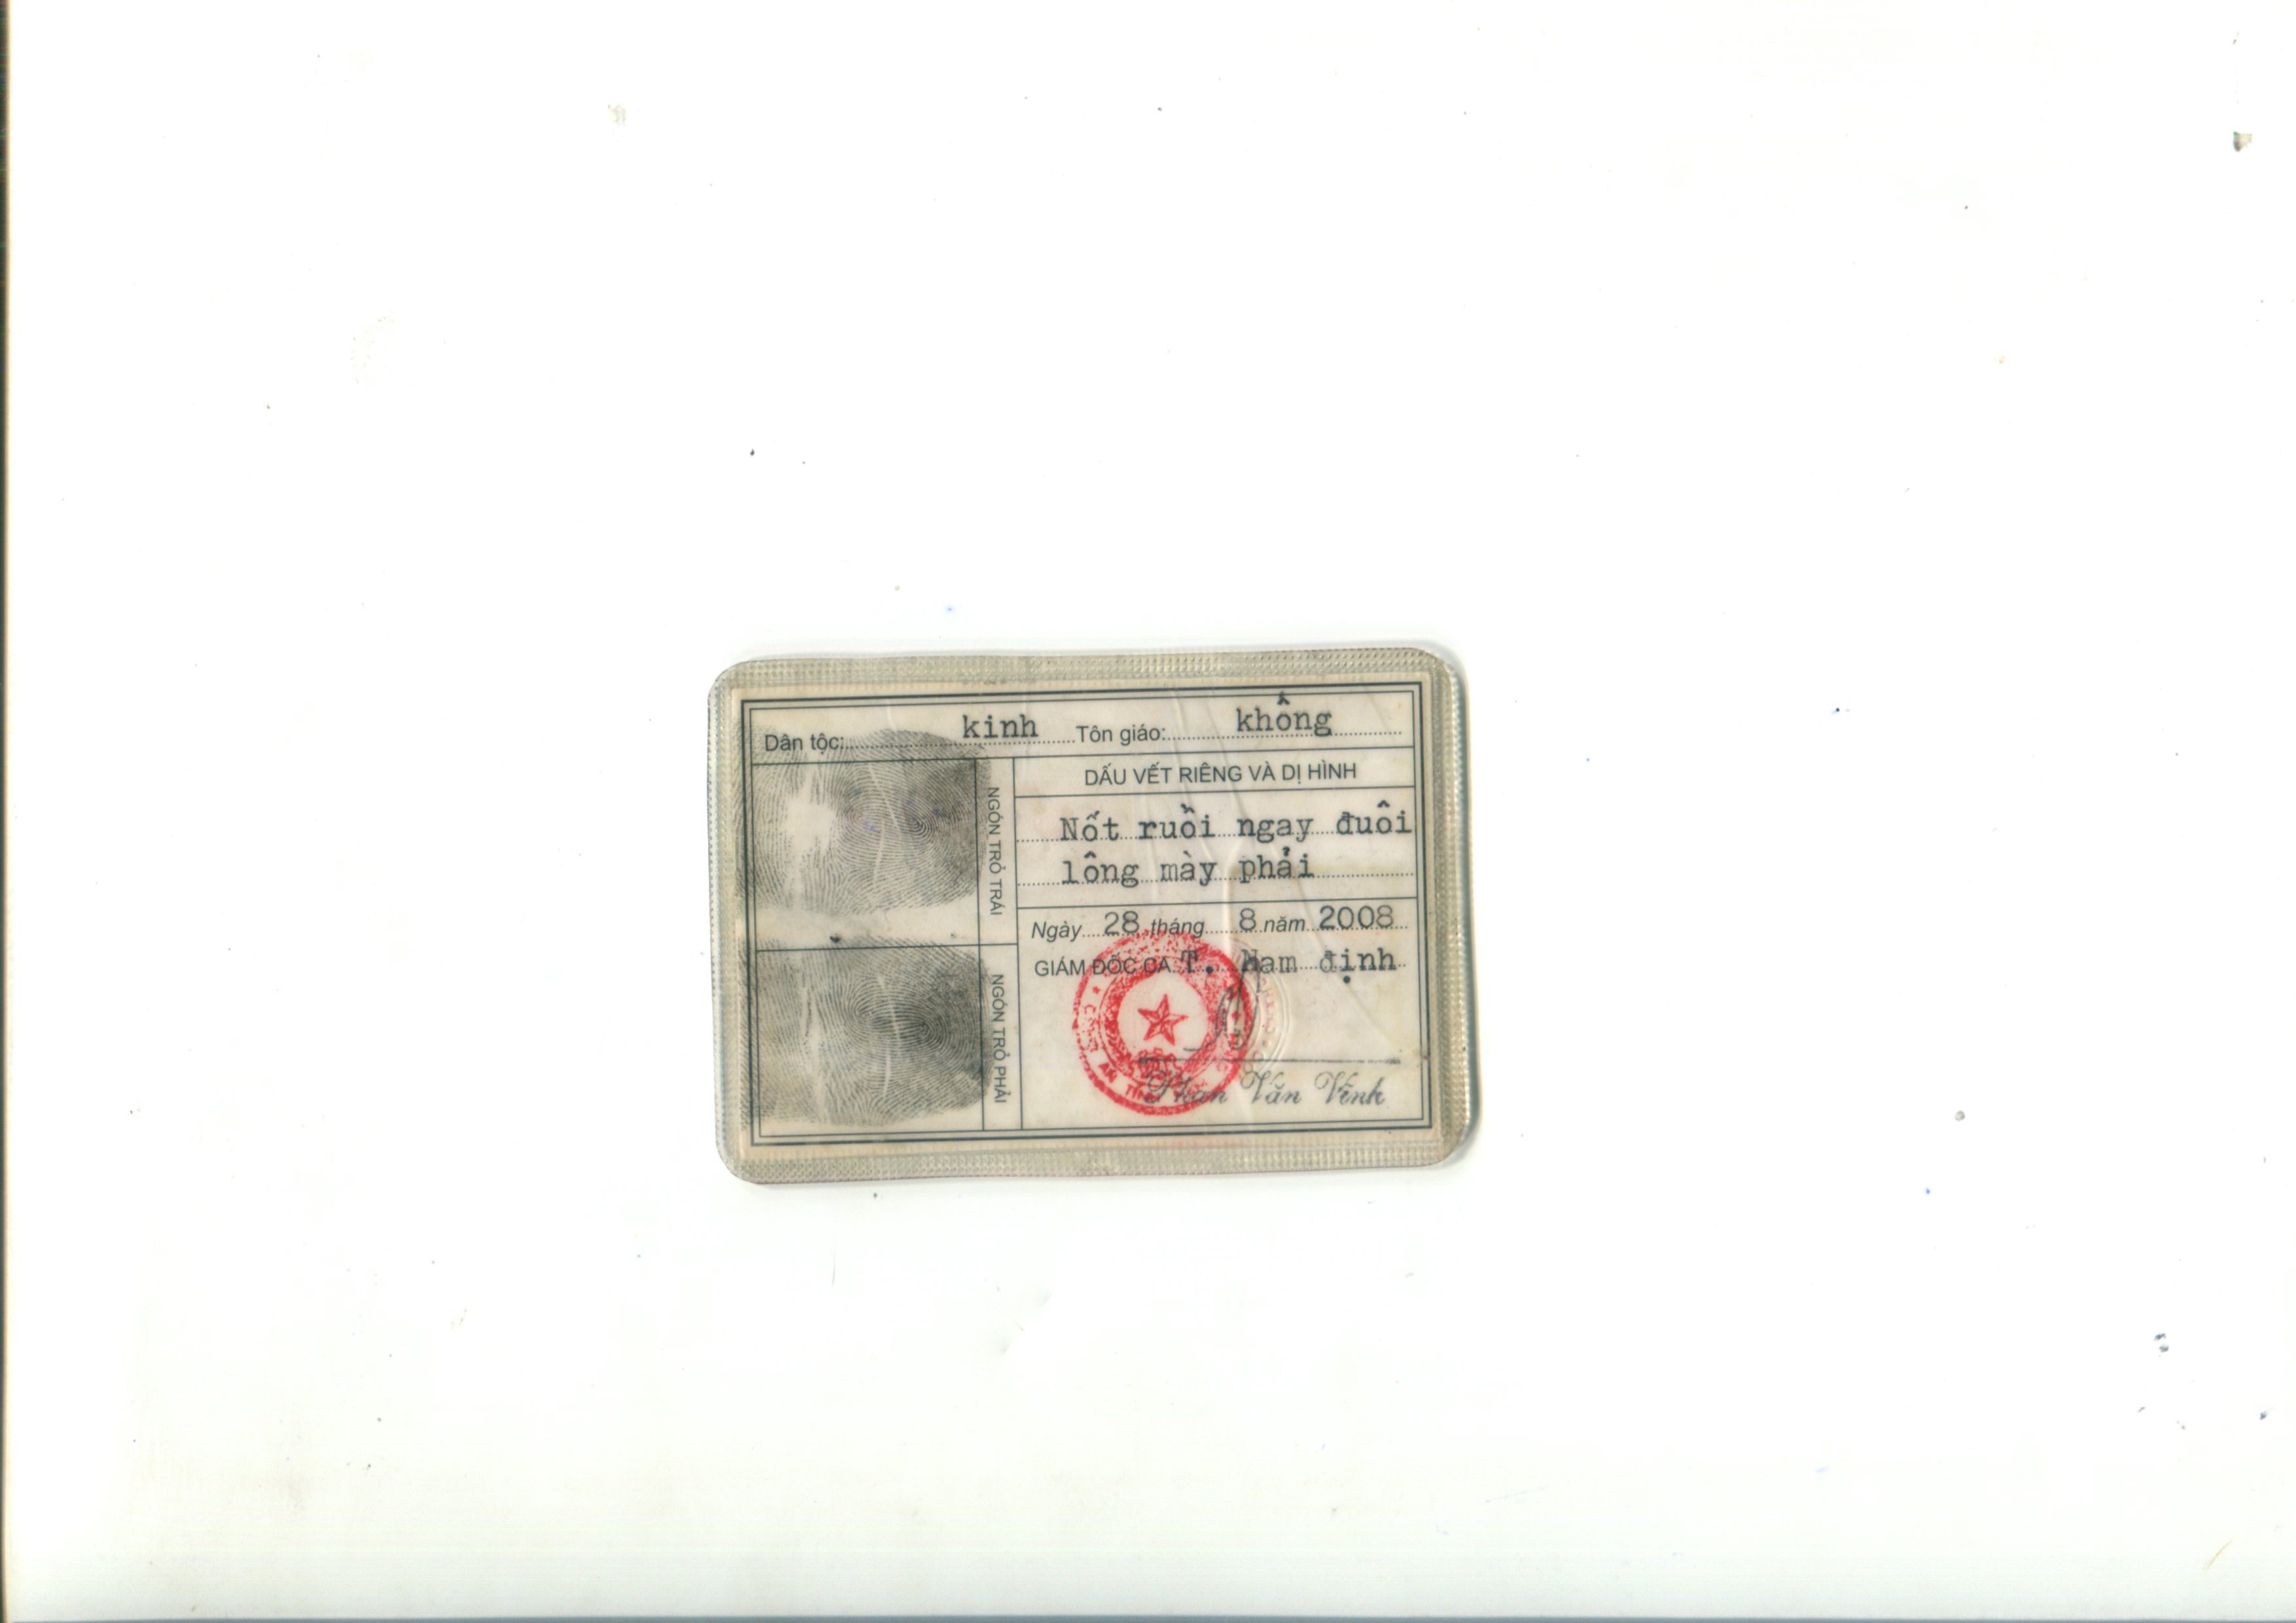 Dân tộc: kinh Tôn giáo: không
NGÓN TRỎ TRÁI
DẤU VẾT RIÊNG VÀ DỊ HÌNH
Nốt ruồi ngay đuôi
lông mày phải
Ngày 28 tháng 8 năm 2008
GIÁM ĐỐC CA T. Nam định
NGÓN TRỎ PHẢI
Phan Văn Vĩnh